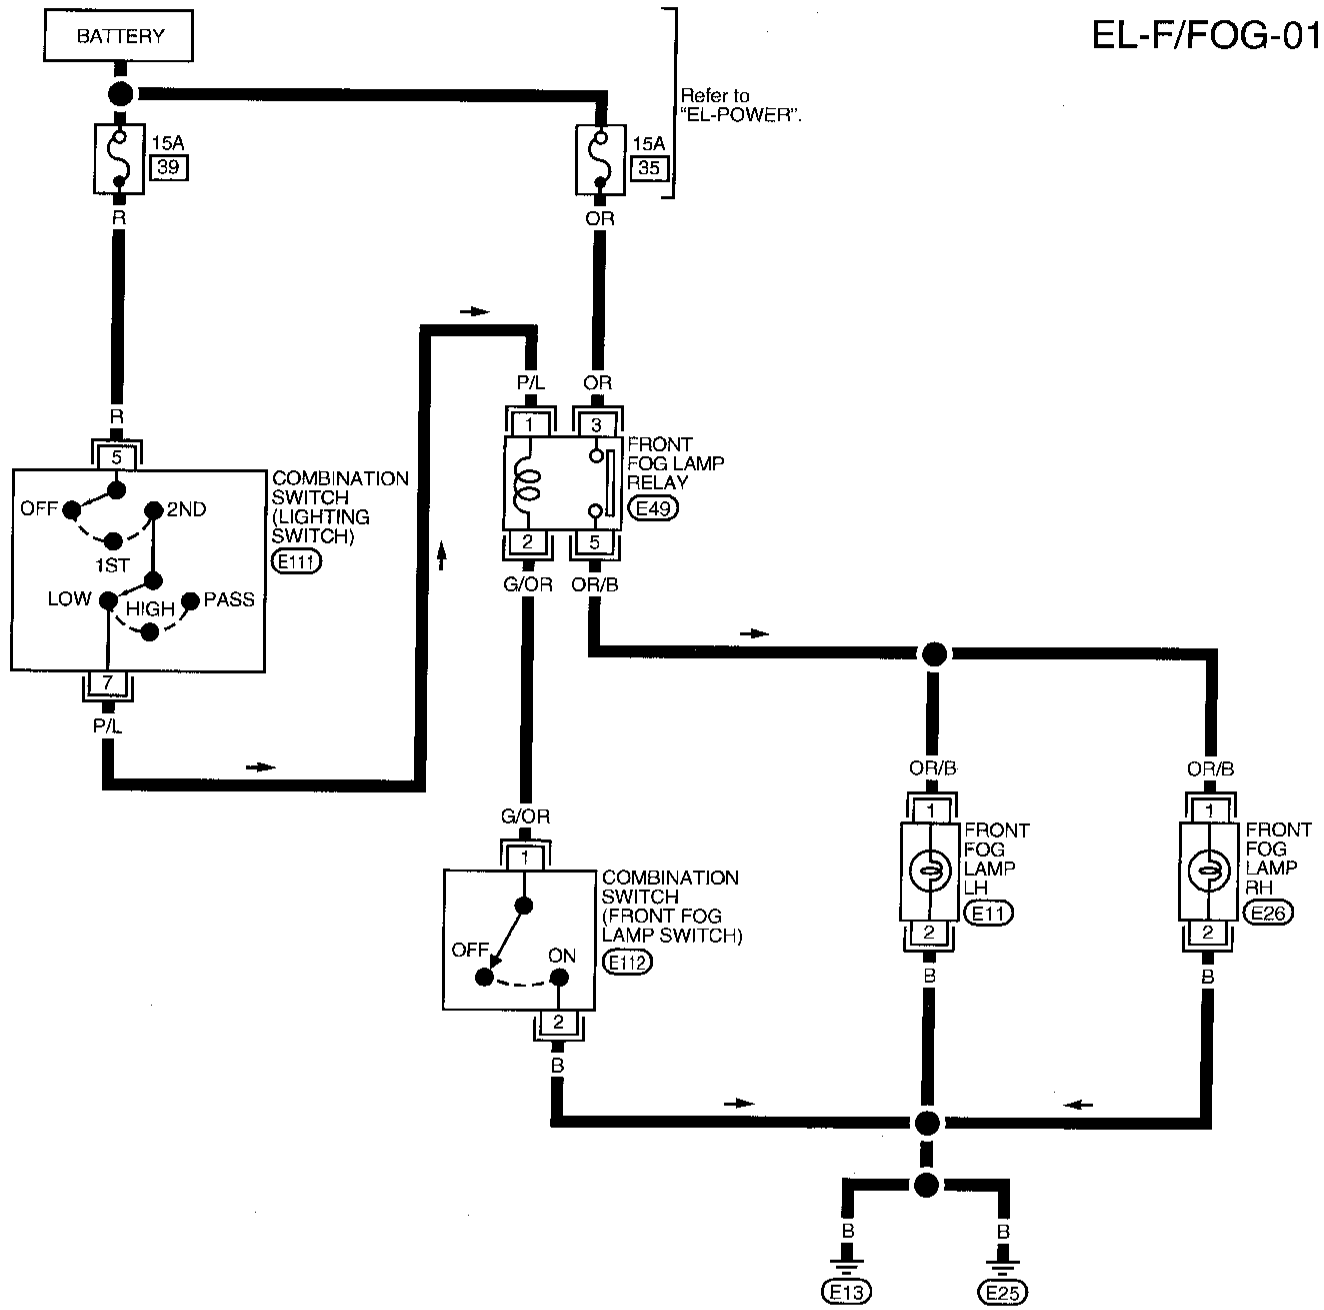 EL-F/FOG-01
BATTERY
Refer to
"EL-POWER".
15A
39
15A
35
R
OR
P/L
OR
R
1
3
5
FRONT
FOG LAMP
RELAY
E49
COMBINATION
SWITCH
(LIGHTING
SWITCH)
E111
OFF
2ND
1ST
LOW
HIGH
PASS
2
5
G/OR
OR/B
7
P/L
OR/B
OR/B
G/OR
1
1
1
FRONT
FOG
LAMP
LH
E11
FRONT
FOG
LAMP
RH
E26
COMBINATION
SWITCH
(FRONT FOG
LAMP SWITCH)
E112
OFF
ON
2
2
2
B
B
B
B
B
E13
E25